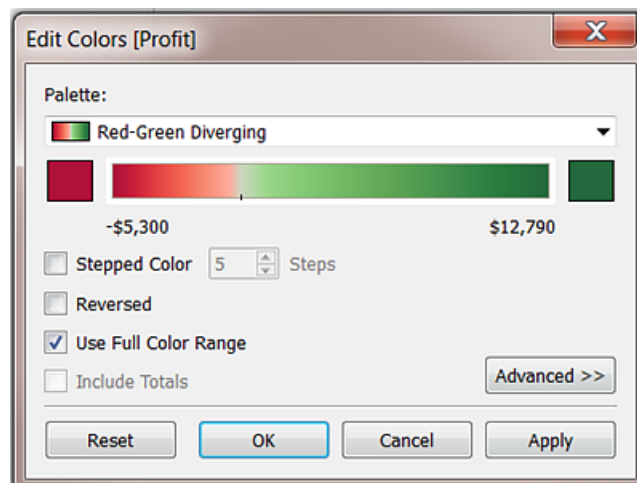 Edit Colors [Profit]
Palette:
Red-Green Diverging
-$5,300 $12,790
Stepped Color 5 Steps
Reversed
Use Full Color Range
Include Totals
Advanced >>
Reset OK Cancel Apply